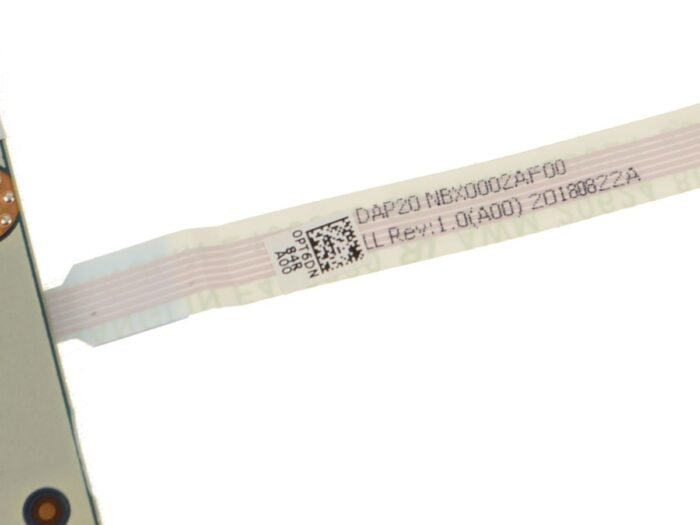 DAP20 NBX0002AF00
LL Rev:1.0(A00) 20180822A
0PT6DN
84R
A00